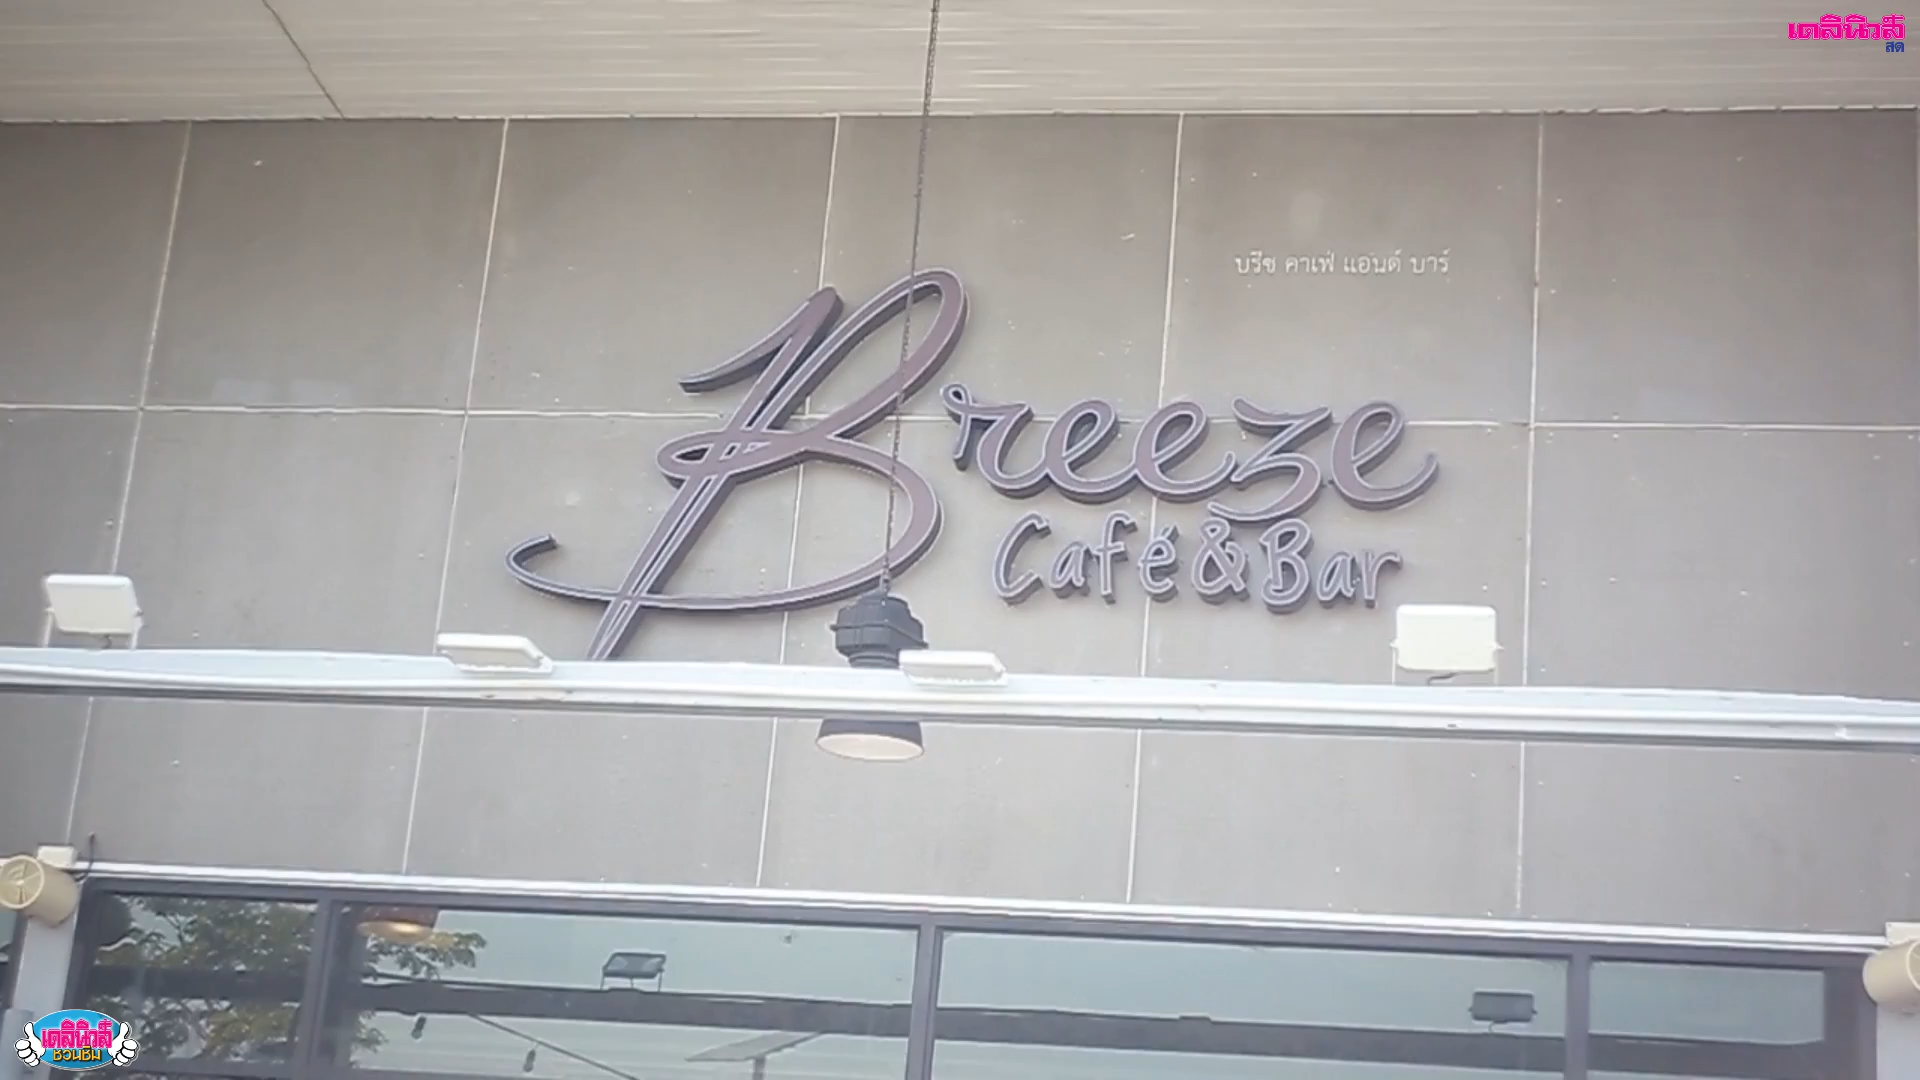 เดลินิวส์
สด
บรีช คาเฟ่ แอนด์ บาร์
Breeze
Café & Bar
เดลินิวส์
ชวนชิม